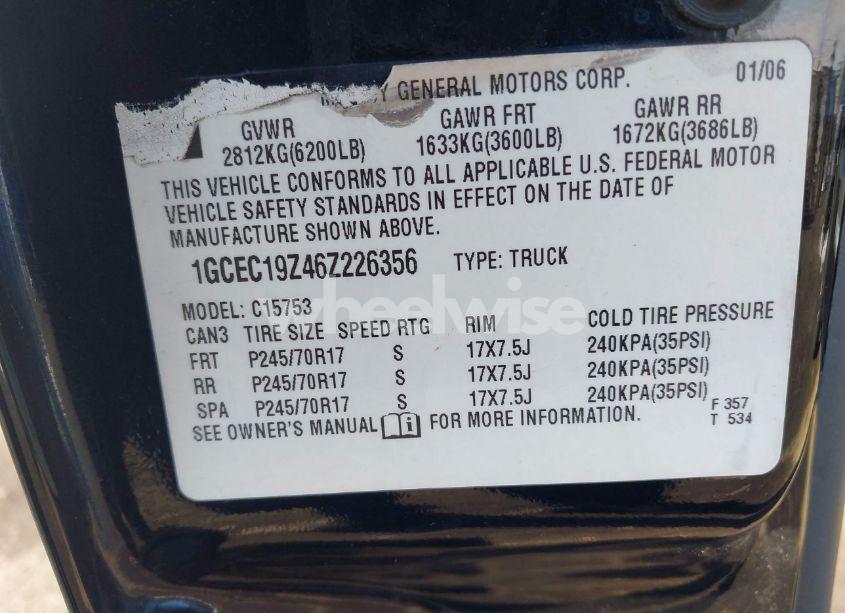 GENERAL MOTORS CORP. 01/06
GVWR GAWR FRT GAWR RR
2812KG(6200LB) 1633KG(3600LB) 1672KG(3686LB)
THIS VEHICLE CONFORMS TO ALL APPLICABLE U.S. FEDERAL MOTOR
VEHICLE SAFETY STANDARDS IN EFFECT ON THE DATE OF
MANUFACTURE SHOWN ABOVE.
1GCEC19Z46Z226356 TYPE: TRUCK
MODEL: C15753
wheelwise
CAN3 TIRE SIZE SPEED RTG RIM COLD TIRE PRESSURE
FRT P245/70R17 S 17X7.5J 240KPA(35PSI)
RR P245/70R17 S 17X7.5J 240KPA(35PSI)
SPA P245/70R17 S 17X7.5J 240KPA(35PSI)
F 357
SEE OWNER'S MANUAL FOR MORE INFORMATION.
T 534